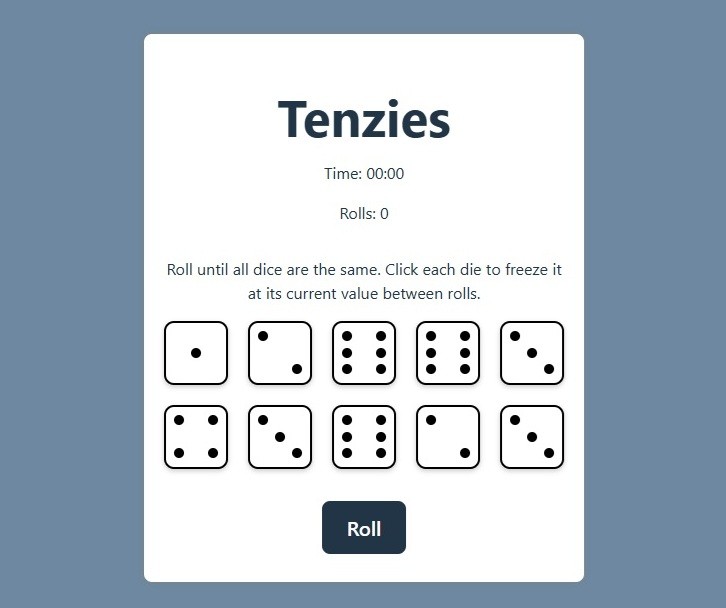 Tenzies
Time: 00:00
Rolls: 0
Roll until all dice are the same. Click each die to freeze it
at its current value between rolls.
Roll